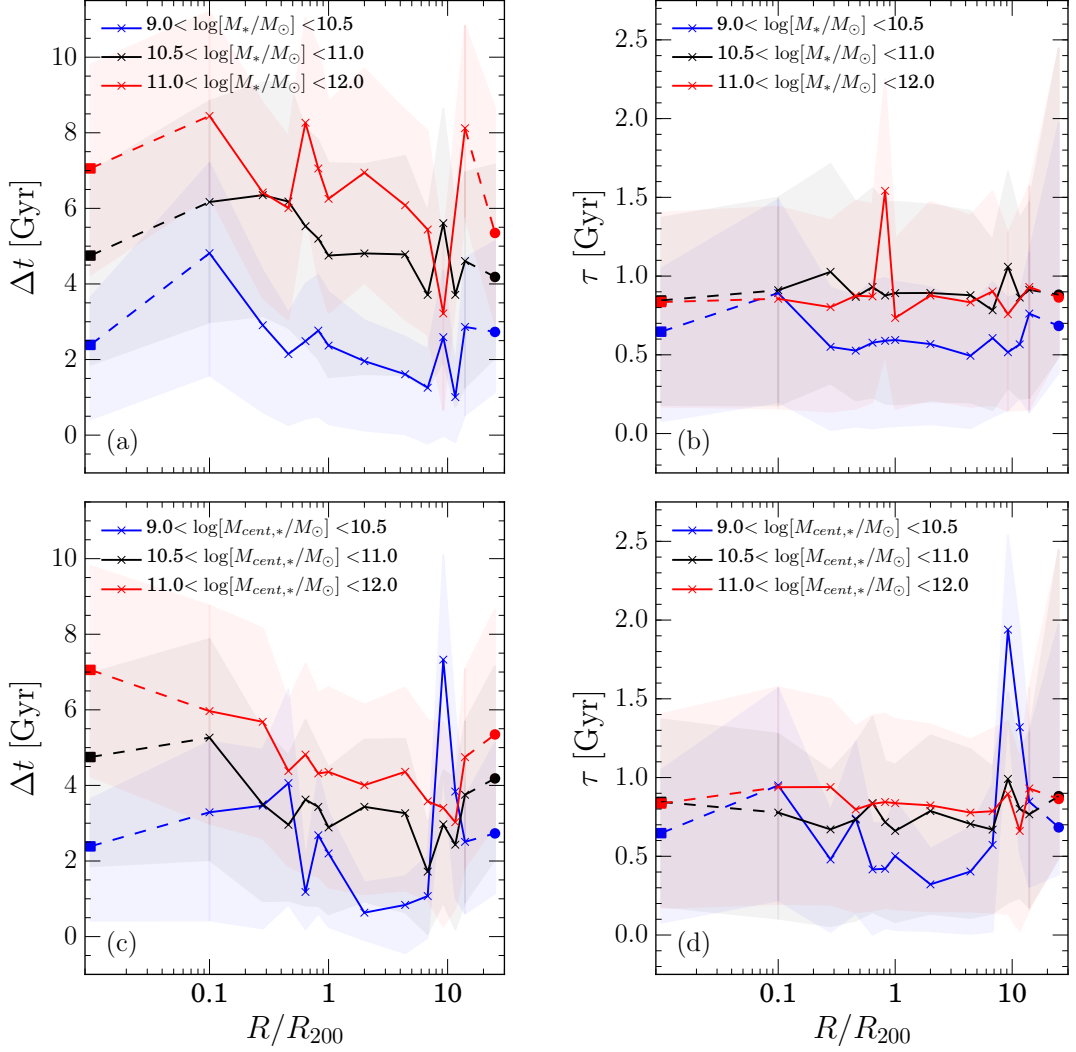 9.0< log[M∗/M⊙] <10.5
10.5< log[M∗/M⊙] <11.0
11.0< log[M∗/M⊙] <12.0
10
8
6
4
2
0
Δt [Gyr]
(a)
9.0< log[M∗/M⊙] <10.5
10.5< log[M∗/M⊙] <11.0
11.0< log[M∗/M⊙] <12.0
2.5
2.0
1.5
1.0
0.5
0.0
τ [Gyr]
(b)
9.0< log[Mcent,∗/M⊙] <10.5
10.5< log[Mcent,∗/M⊙] <11.0
11.0< log[Mcent,∗/M⊙] <12.0
10
8
6
4
2
0
Δt [Gyr]
(c)
0.1 1 10
R/R200
9.0< log[Mcent,∗/M⊙] <10.5
10.5< log[Mcent,∗/M⊙] <11.0
11.0< log[Mcent,∗/M⊙] <12.0
2.5
2.0
1.5
1.0
0.5
0.0
τ [Gyr]
(d)
0.1 1 10
R/R200